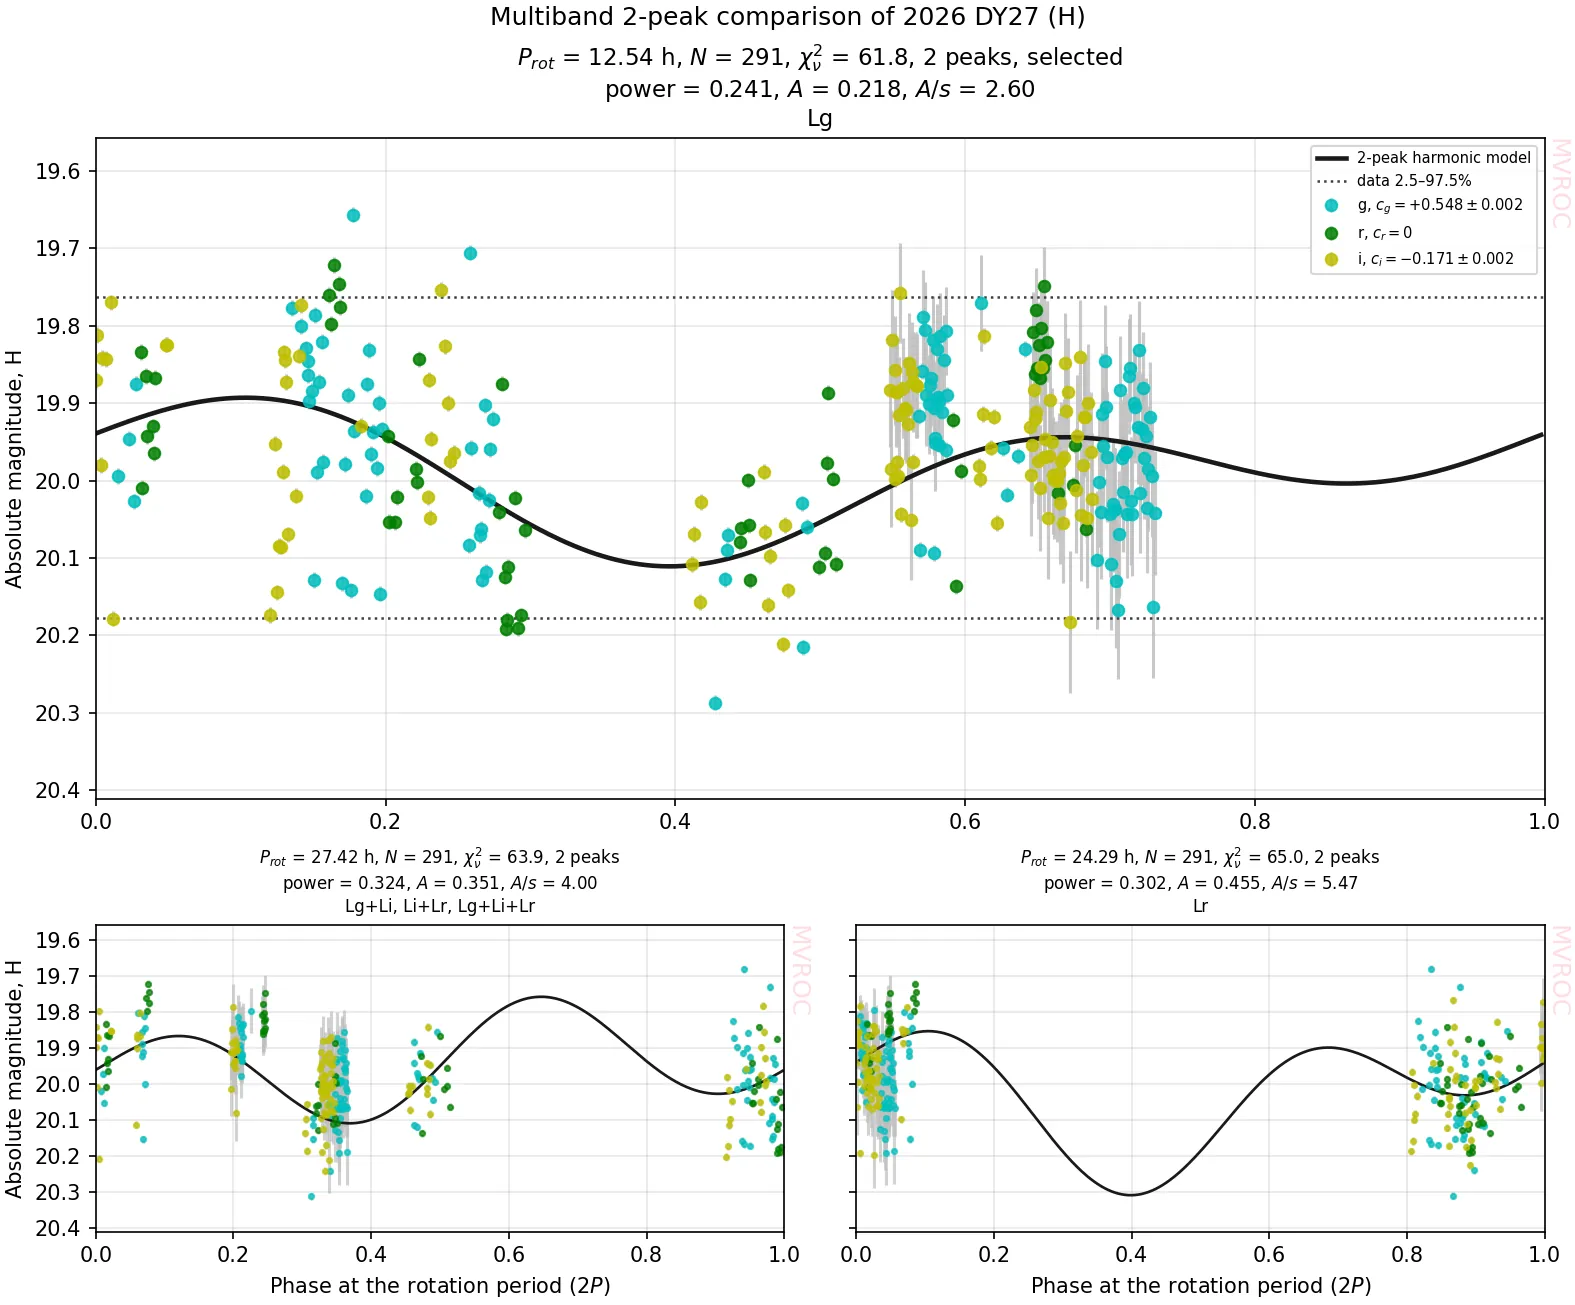 Multiband 2-peak comparison of 2026 DY27 (H)
P_rot = 12.54 h, N = 291, χ²_ν = 61.8, 2 peaks, selected
power = 0.241, A = 0.218, A/s = 2.60
Lg
2-peak harmonic model
data 2.5–97.5%
g, c_g = +0.548 ± 0.002
r, c_r = 0
i, c_i = −0.171 ± 0.002
MVROC
Absolute magnitude, H
19.6
19.7
19.8
19.9
20.0
20.1
20.2
20.3
20.4
0.0 0.2 0.4 0.6 0.8 1.0
P_rot = 27.42 h, N = 291, χ²_ν = 63.9, 2 peaks
power = 0.324, A = 0.351, A/s = 4.00
Lg+Li, Li+Lr, Lg+Li+Lr
MVROC
Absolute magnitude, H
19.6
19.7
19.8
19.9
20.0
20.1
20.2
20.3
20.4
0.0 0.2 0.4 0.6 0.8 1.0
Phase at the rotation period (2P)
P_rot = 24.29 h, N = 291, χ²_ν = 65.0, 2 peaks
power = 0.302, A = 0.455, A/s = 5.47
Lr
MVROC
0.0 0.2 0.4 0.6 0.8 1.0
Phase at the rotation period (2P)